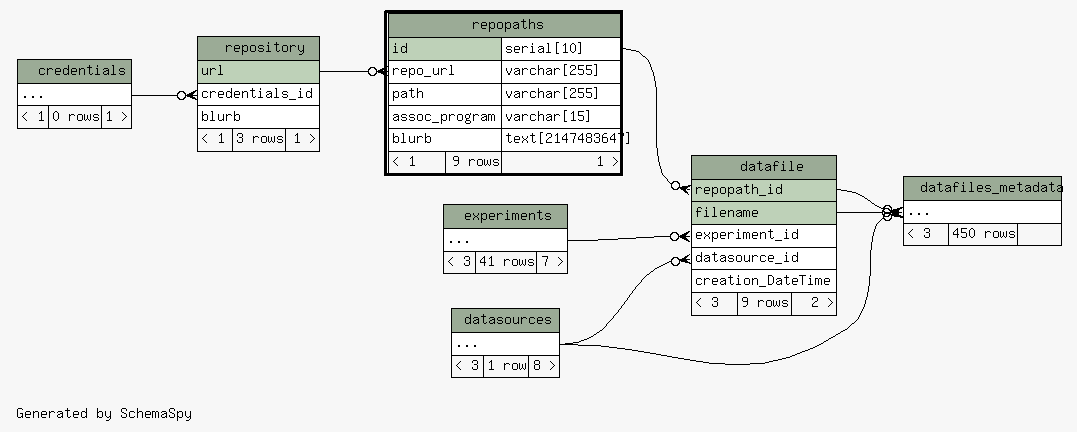 credentials
...
< 1 0 rows 1 >
repository
url
credentials_id
blurb
< 1 3 rows 1 >
repopaths
id serial[10]
repo_url varchar[255]
path varchar[255]
assoc_program varchar[15]
blurb text[2147483647]
< 1 9 rows 1 >
experiments
...
< 3 41 rows 7 >
datasources
...
< 3 1 row 8 >
datafile
repopath_id
filename
experiment_id
datasource_id
creation_DateTime
< 3 9 rows 2 >
datafiles_metadata
...
< 3 450 rows
Generated by SchemaSpy